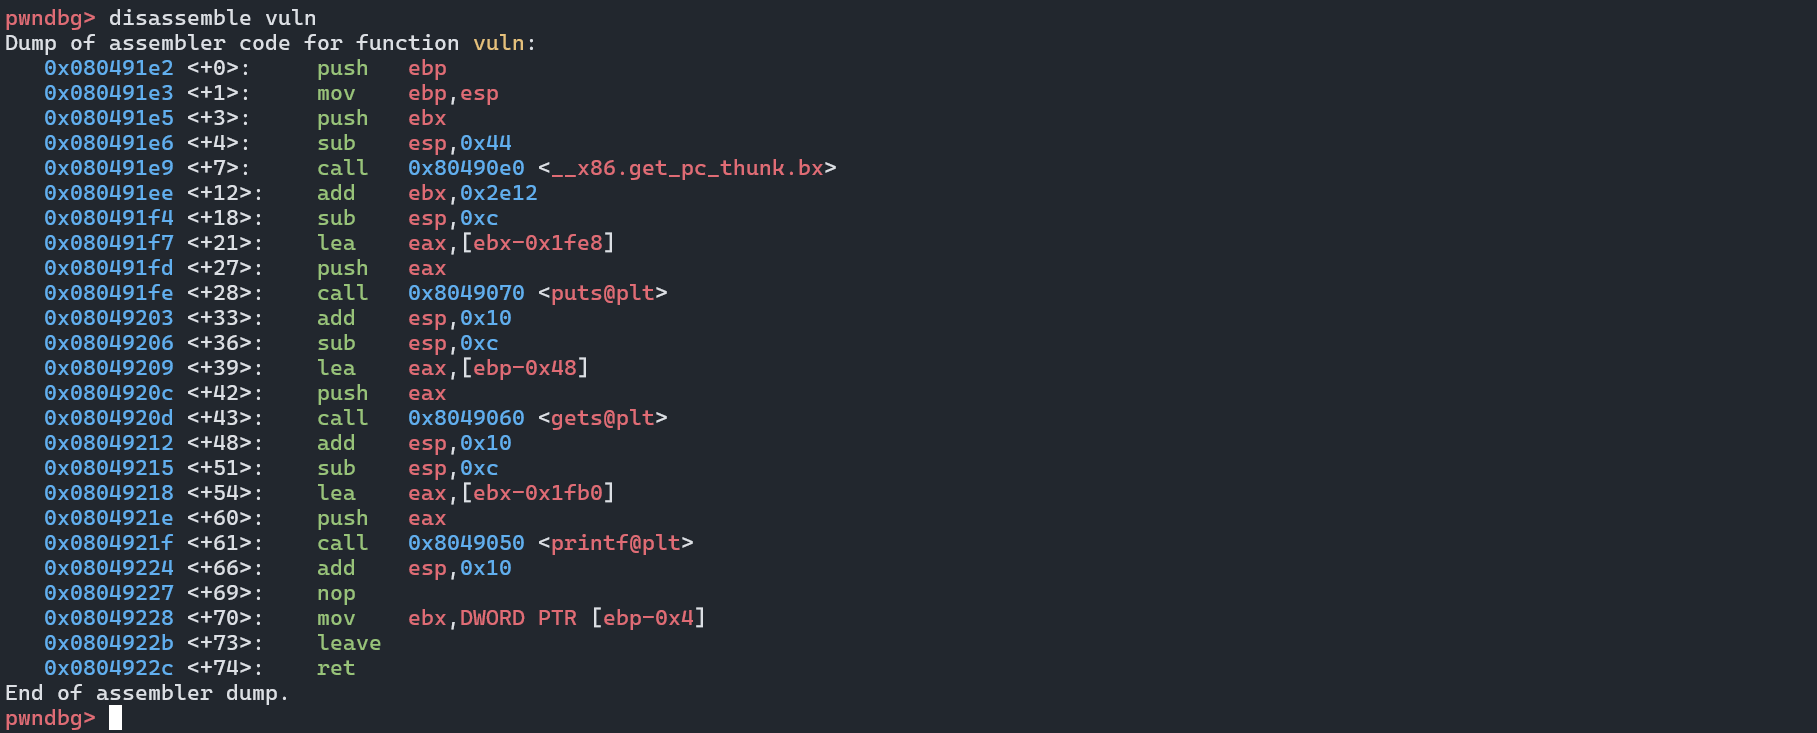 pwndbg> disassemble vuln
Dump of assembler code for function vuln:
   0x080491e2 <+0>:     push   ebp
   0x080491e3 <+1>:     mov    ebp,esp
   0x080491e5 <+3>:     push   ebx
   0x080491e6 <+4>:     sub    esp,0x44
   0x080491e9 <+7>:     call   0x80490e0 <__x86.get_pc_thunk.bx>
   0x080491ee <+12>:    add    ebx,0x2e12
   0x080491f4 <+18>:    sub    esp,0xc
   0x080491f7 <+21>:    lea    eax,[ebx-0x1fe8]
   0x080491fd <+27>:    push   eax
   0x080491fe <+28>:    call   0x8049070 <puts@plt>
   0x08049203 <+33>:    add    esp,0x10
   0x08049206 <+36>:    sub    esp,0xc
   0x08049209 <+39>:    lea    eax,[ebp-0x48]
   0x0804920c <+42>:    push   eax
   0x0804920d <+43>:    call   0x8049060 <gets@plt>
   0x08049212 <+48>:    add    esp,0x10
   0x08049215 <+51>:    sub    esp,0xc
   0x08049218 <+54>:    lea    eax,[ebx-0x1fb0]
   0x0804921e <+60>:    push   eax
   0x0804921f <+61>:    call   0x8049050 <printf@plt>
   0x08049224 <+66>:    add    esp,0x10
   0x08049227 <+69>:    nop
   0x08049228 <+70>:    mov    ebx,DWORD PTR [ebp-0x4]
   0x0804922b <+73>:    leave
   0x0804922c <+74>:    ret
End of assembler dump.
pwndbg>